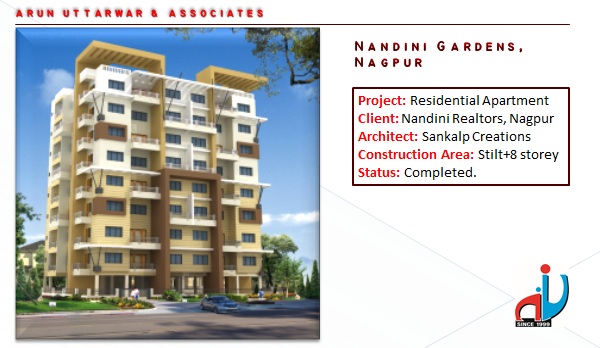 ARUN UTTARWAR & ASSOCIATES
NANDINI GARDENS,
NAGPUR
Project: Residential Apartment
Client: Nandini Realtors, Nagpur
Architect: Sankalp Creations
Construction Area: Stilt+8 storey
Status: Completed.
SINCE 1999